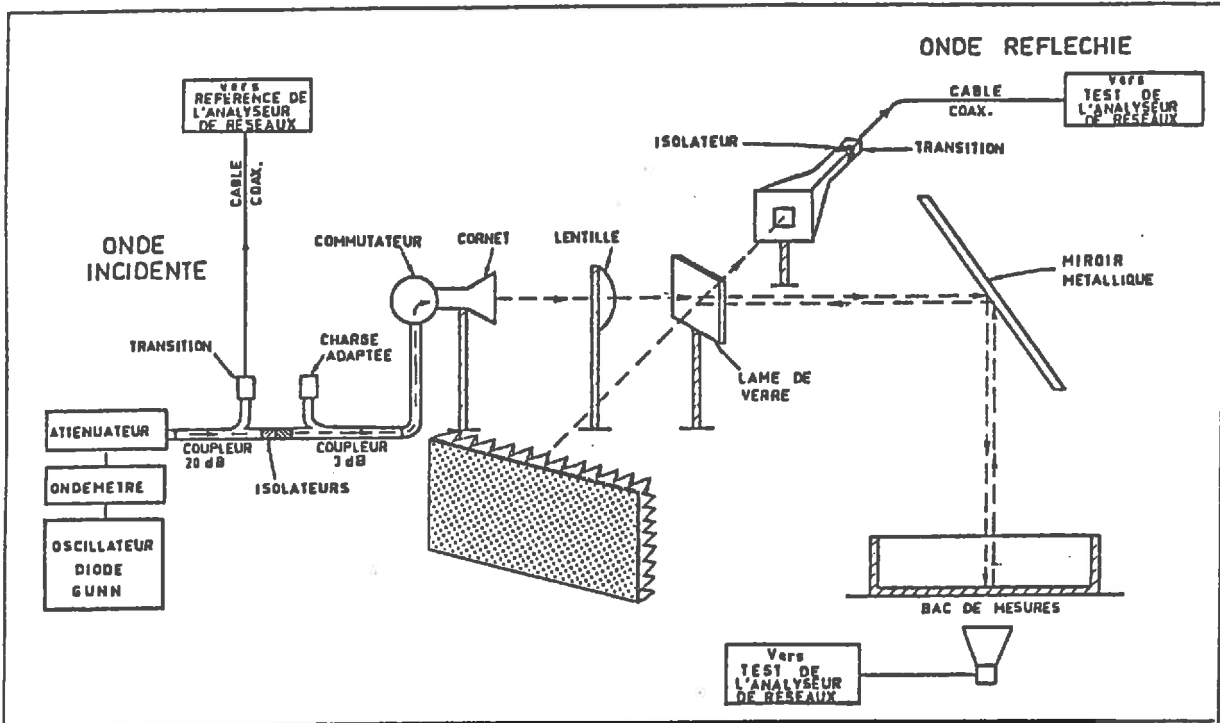 ONDE REFLECHIE
Vers
REFERENCE DE
L'ANALYSEUR
DE RESEAUX
CABLE
COAX.
Vers
TEST DE
L'ANALYSEUR
DE RESEAUX
ISOLATEUR
TRANSITION
CABLE
COAX.
ONDE
INCIDENTE
COMMUTATEUR
CORNET
LENTILLE
MIROIR
METALLIQUE
TRANSITION
CHARGE
ADAPTEE
LAME DE
VERRE
ATTENUATEUR
COUPLEUR
20 dB
COUPLEUR
3 dB
ISOLATEURS
ONDEMETRE
OSCILLATEUR
DIODE
GUNN
BAC DE MESURES
Vers
TEST DE
L'ANALYSEUR
DE RESEAUX